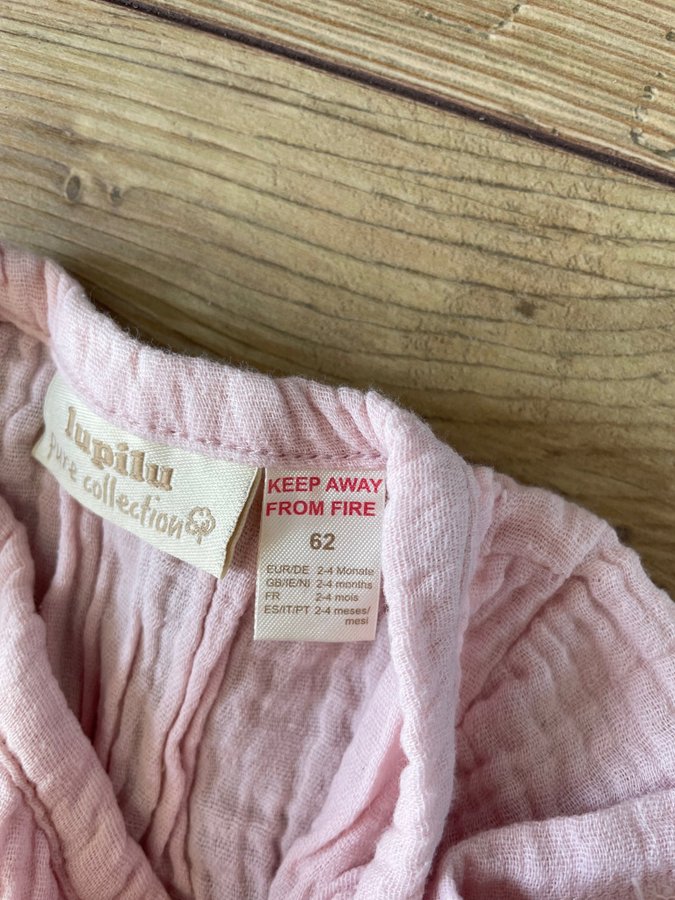 lupilu
pure collection
KEEP AWAY
FROM FIRE
62
EUR/DE 2-4 Monate
GB/IE/NI 2-4 months
FR 2-4 mois
ES/IT/PT 2-4 meses/
mesi